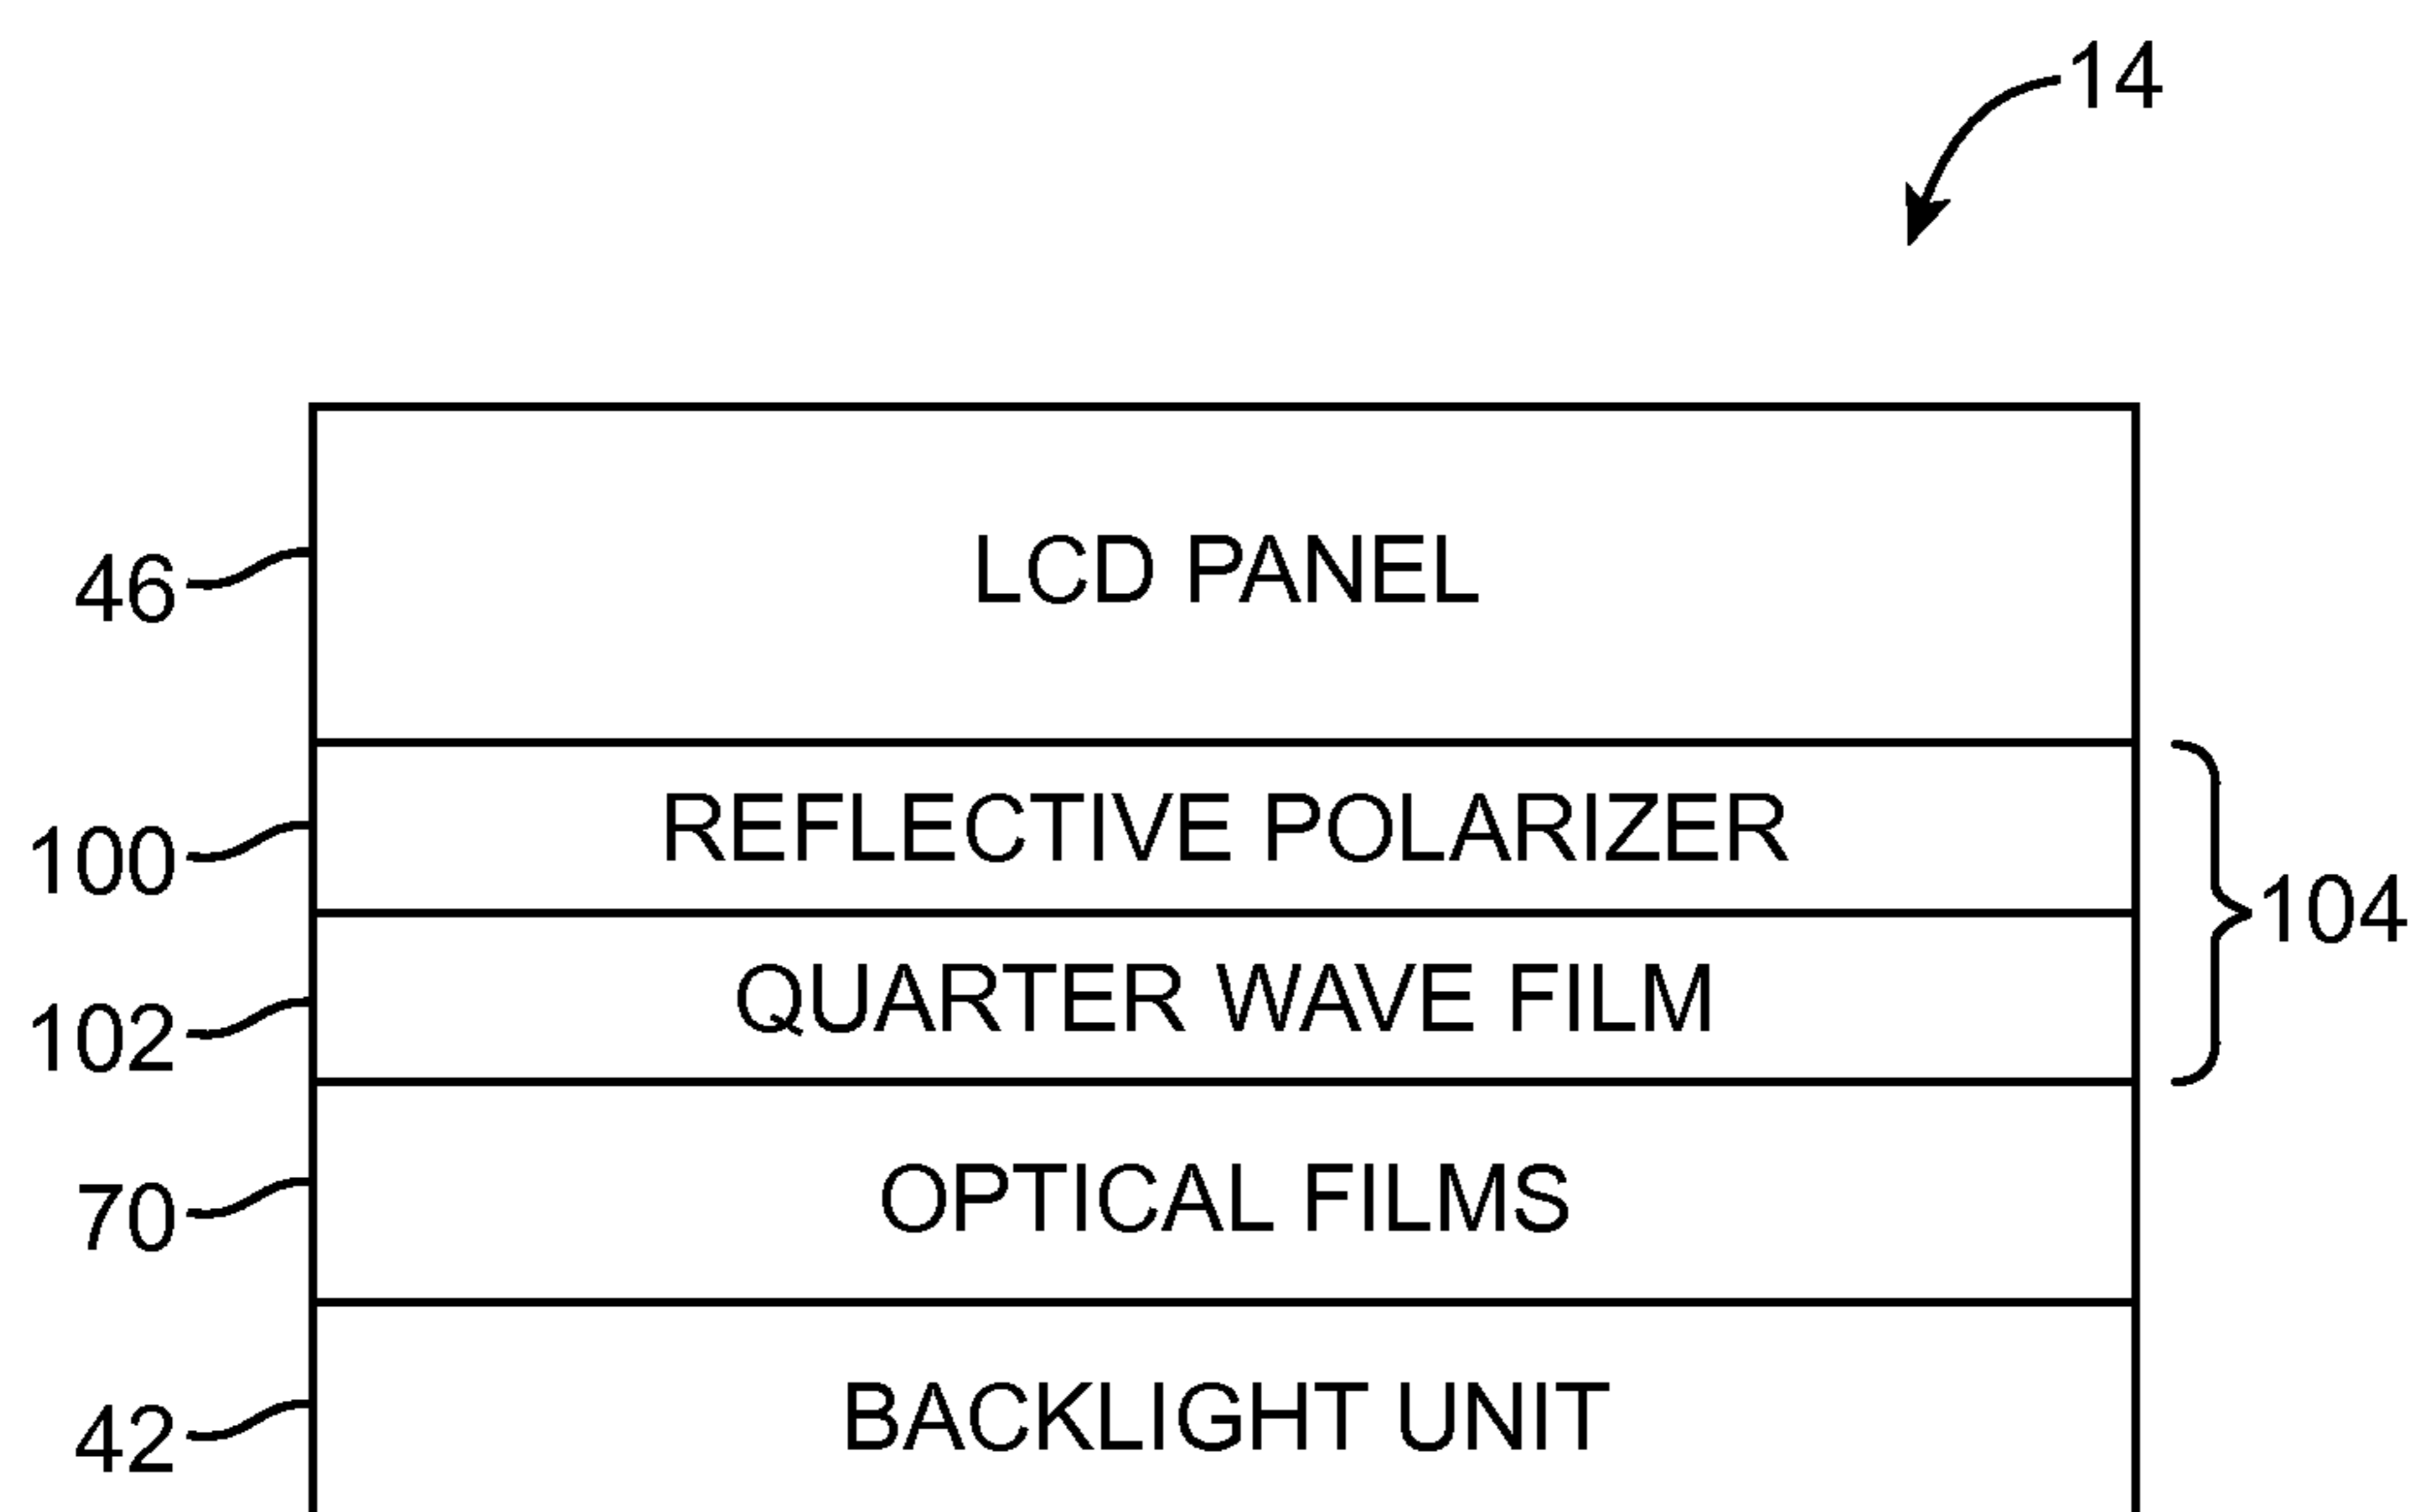 14
46
LCD PANEL
100
REFLECTIVE POLARIZER
104
102
QUARTER WAVE FILM
70
OPTICAL FILMS
42
BACKLIGHT UNIT